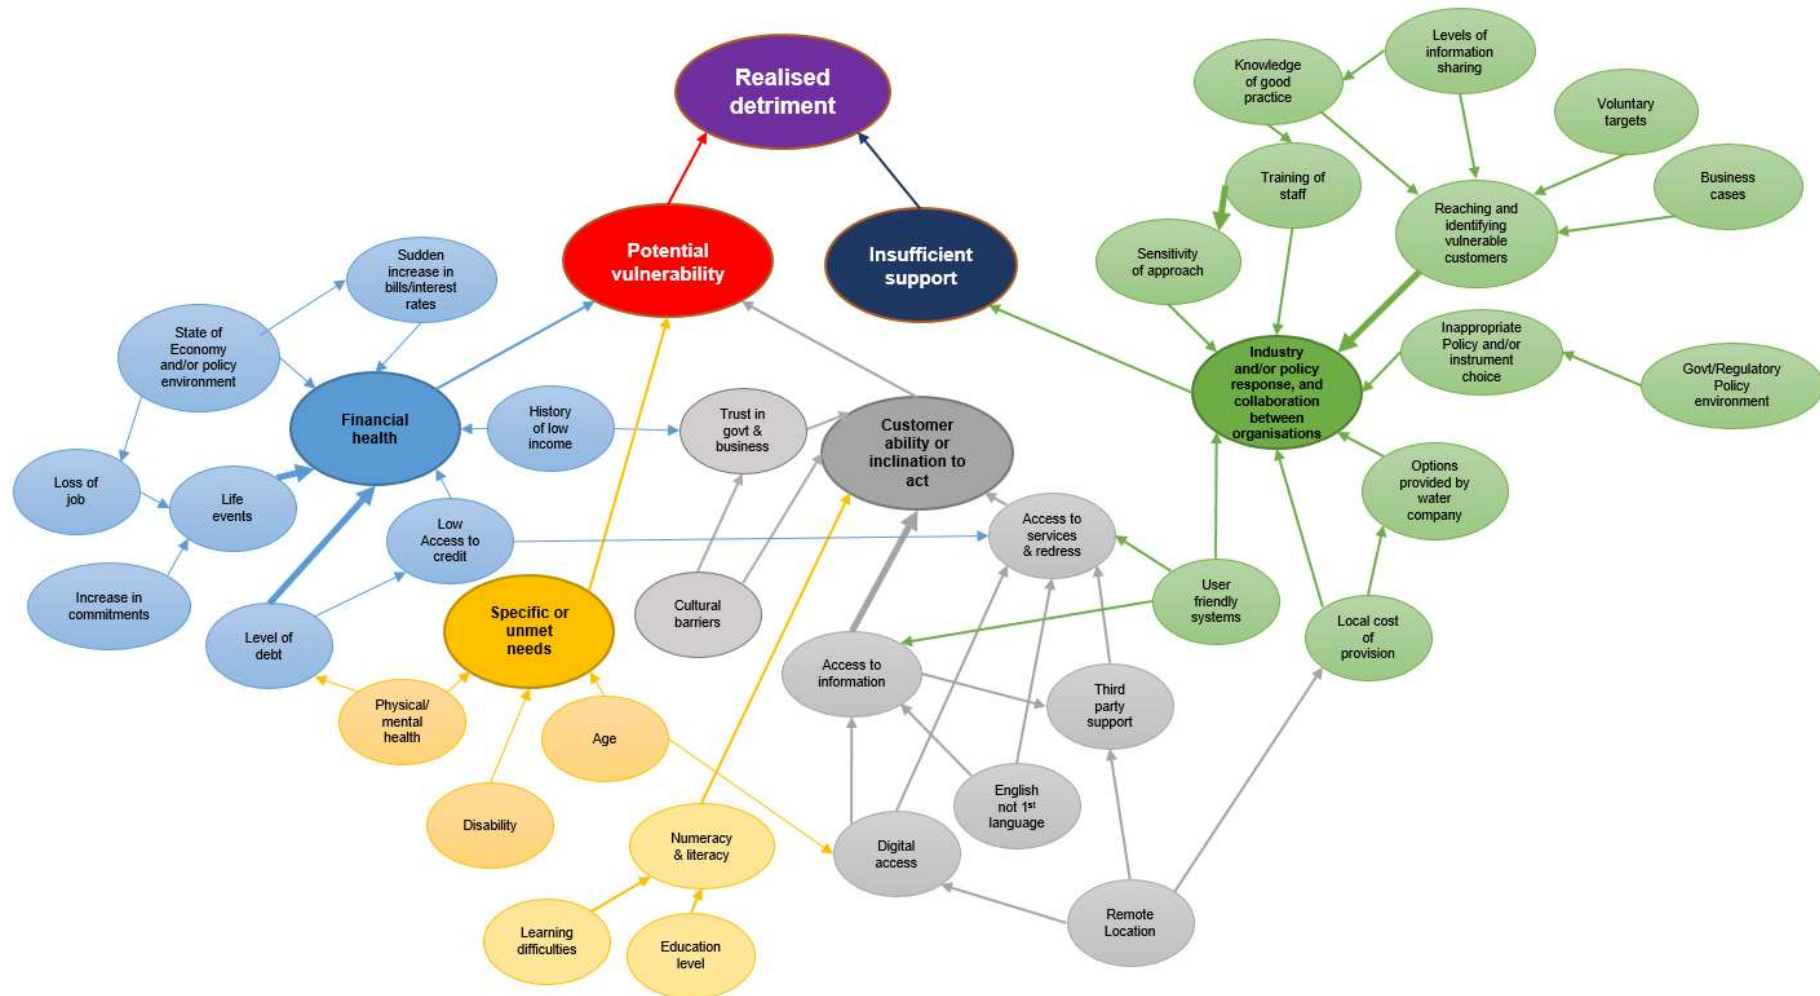 Realised
detriment
Potential
vulnerability
Insufficient
support
Knowledge
of good
practice
Levels of
information
sharing
Voluntary
targets
Business
cases
Training of
staff
Reaching and
identifying
vulnerable
customers
Sensitivity
of approach
Inappropriate
Policy and/or
instrument
choice
Govt/Regulatory
Policy
environment
Industry
and/or policy
response, and
collaboration
between
organisations
Options
provided by
water
company
User
friendly
systems
Local cost
of
provision
Sudden
increase in
bills/interest
rates
State of
Economy
and/or policy
environment
Financial
health
History
of low
income
Trust in
govt &
business
Customer
ability or
inclination to
act
Loss of
job
Life
events
Low
Access to
credit
Access to
services
& redress
Increase in
commitments
Level of
debt
Specific or
unmet
needs
Cultural
barriers
Access to
information
Third
party
support
Physical/
mental
health
Age
Disability
Numeracy
& literacy
English
not 1st
language
Digital
access
Learning
difficulties
Education
level
Remote
Location